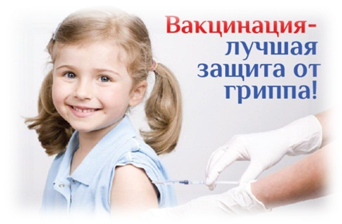 Вакцинация-
лучшая
защита от
гриппа!